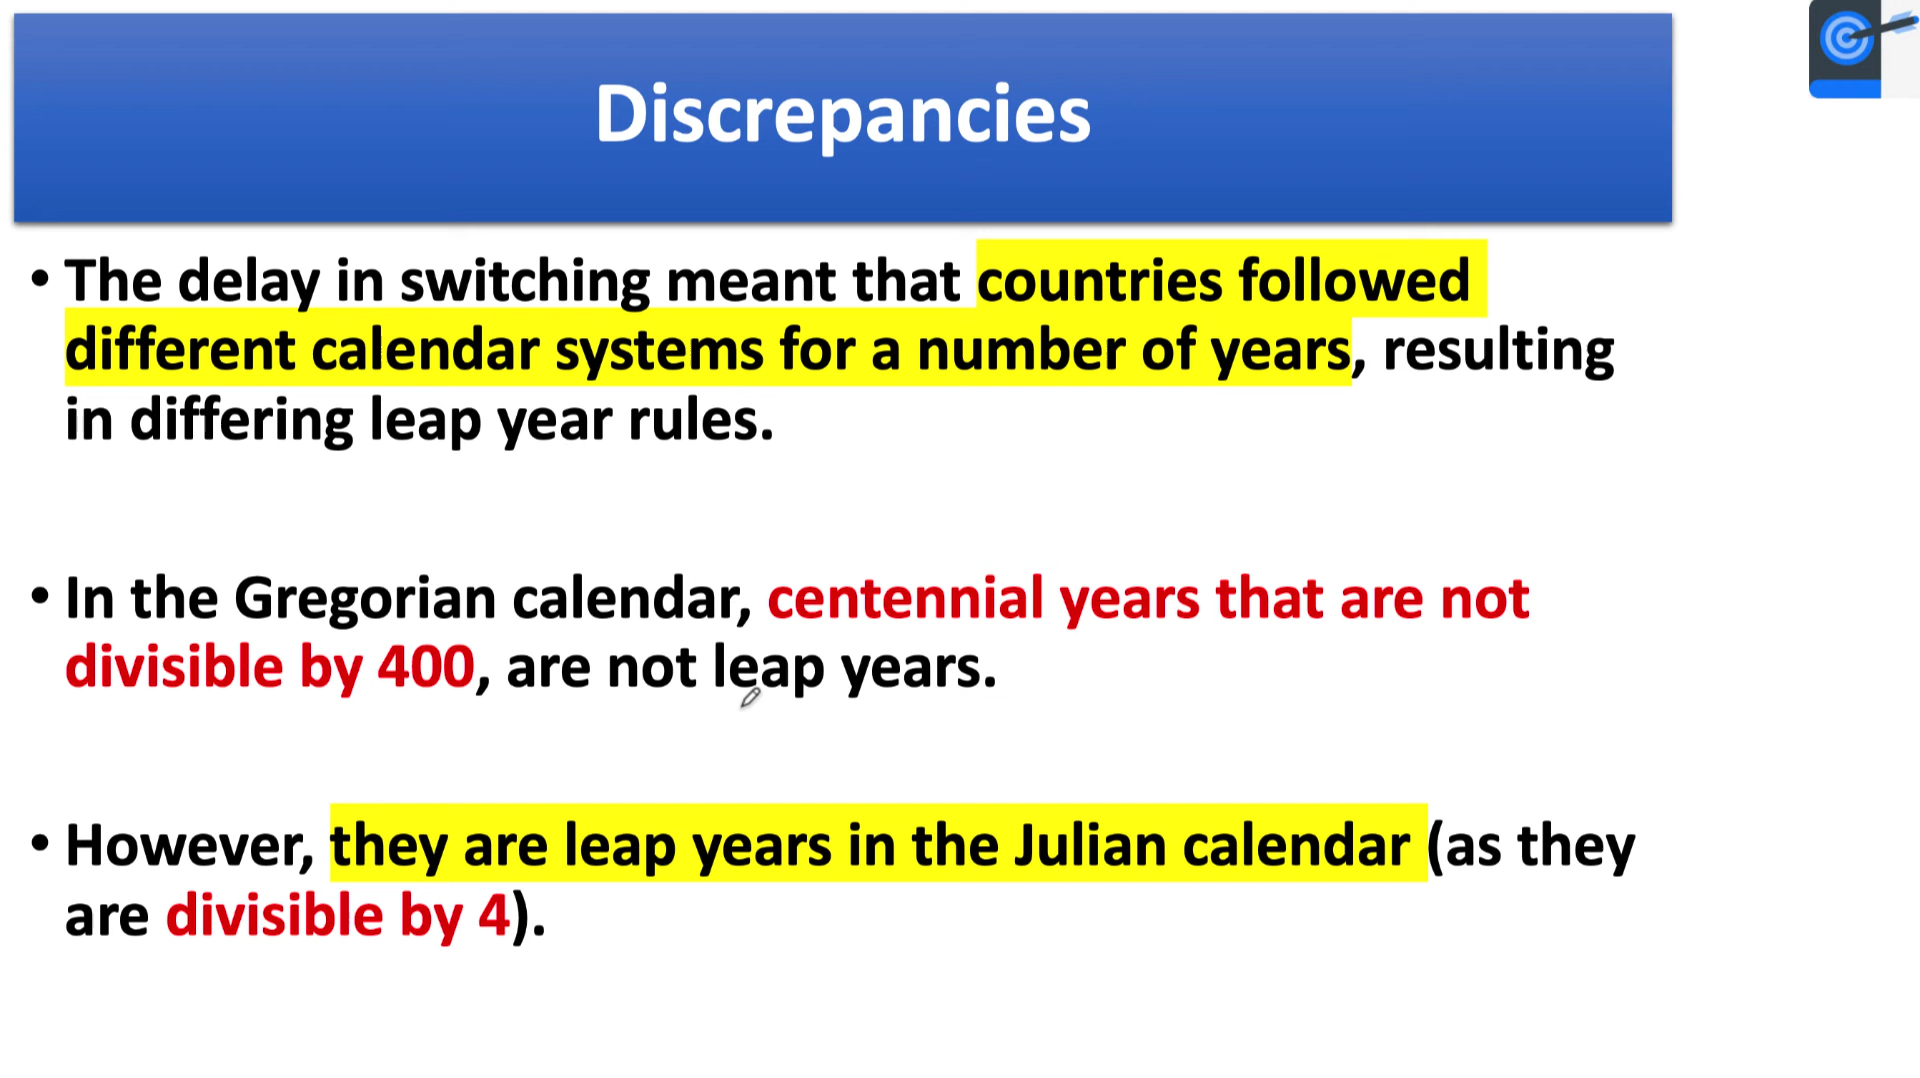 Discrepancies
• The delay in switching meant that countries followed
different calendar systems for a number of years, resulting
in differing leap year rules.
• In the Gregorian calendar, centennial years that are not
divisible by 400, are not leap years.
• However, they are leap years in the Julian calendar (as they
are divisible by 4).